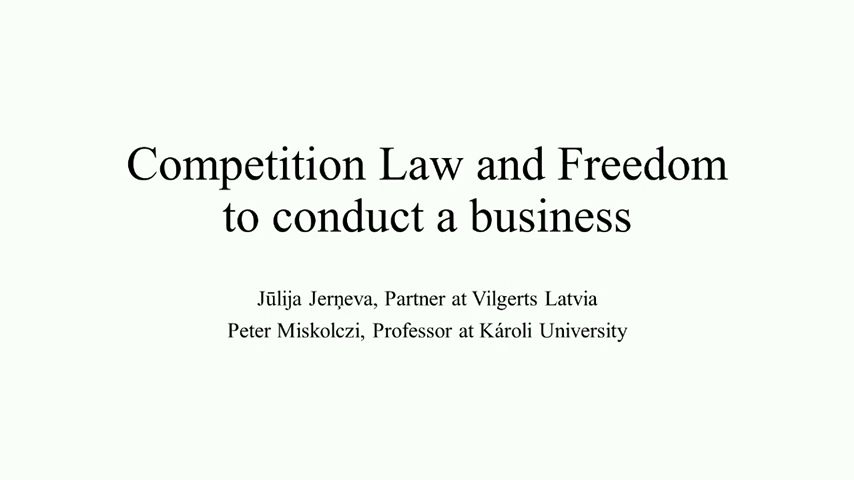 Competition Law and Freedom
to conduct a business
Jūlija Jerņeva, Partner at Vilgerts Latvia
Peter Miskolczi, Professor at Károli University